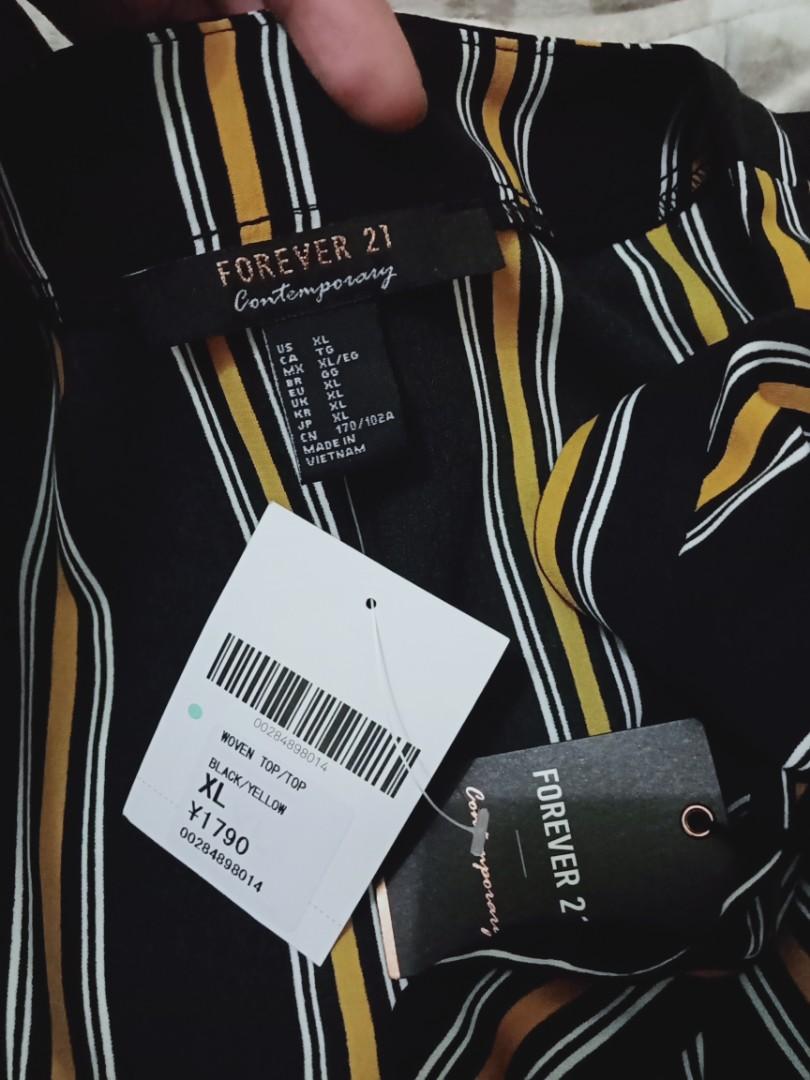 FOREVER 21
Contemporary
US XL
CA TG
MX XL/EG
BR GG
EU XL
UK XL
KR XL
JP XL
CN 170/102A
MADE IN
VIETNAM
00284898014
WOVEN TOP/TOP
BLACK/YELLOW
XL
¥1790
00284898014
FOREVER 21
Contemporary